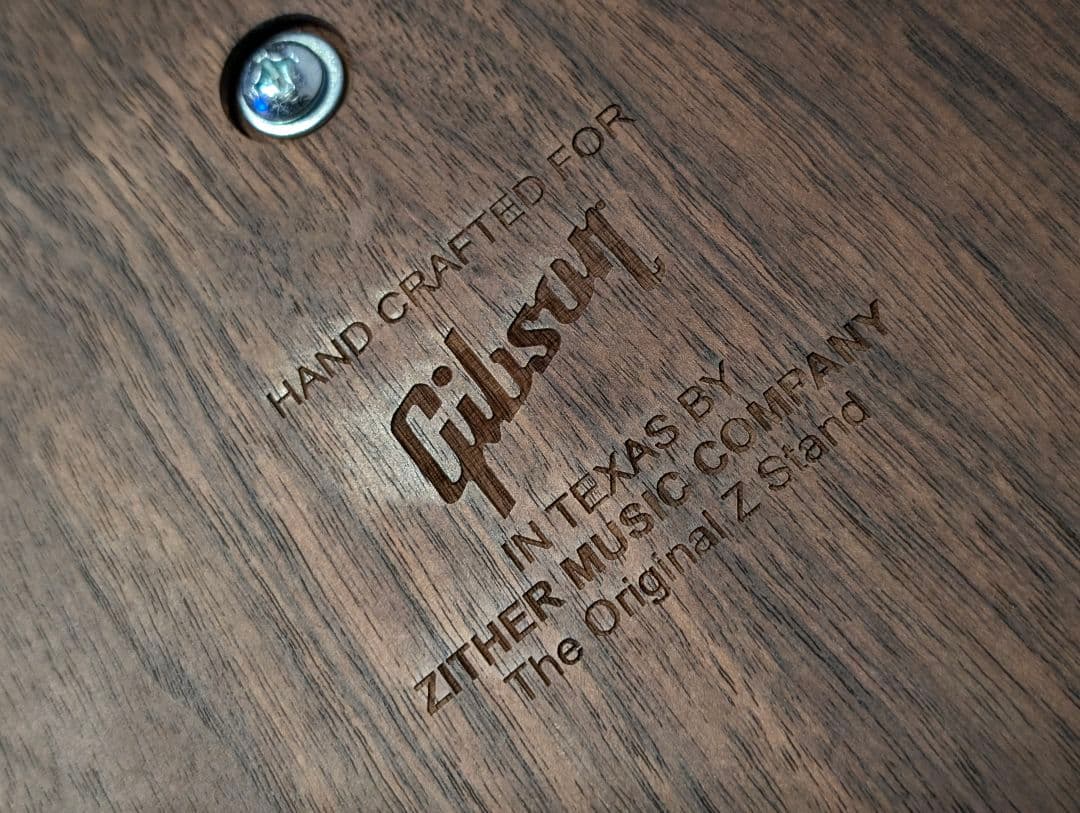 HAND CRAFTED FOR
Gibson
IN TEXAS BY
ZITHER MUSIC COMPANY
The Original Z Stand